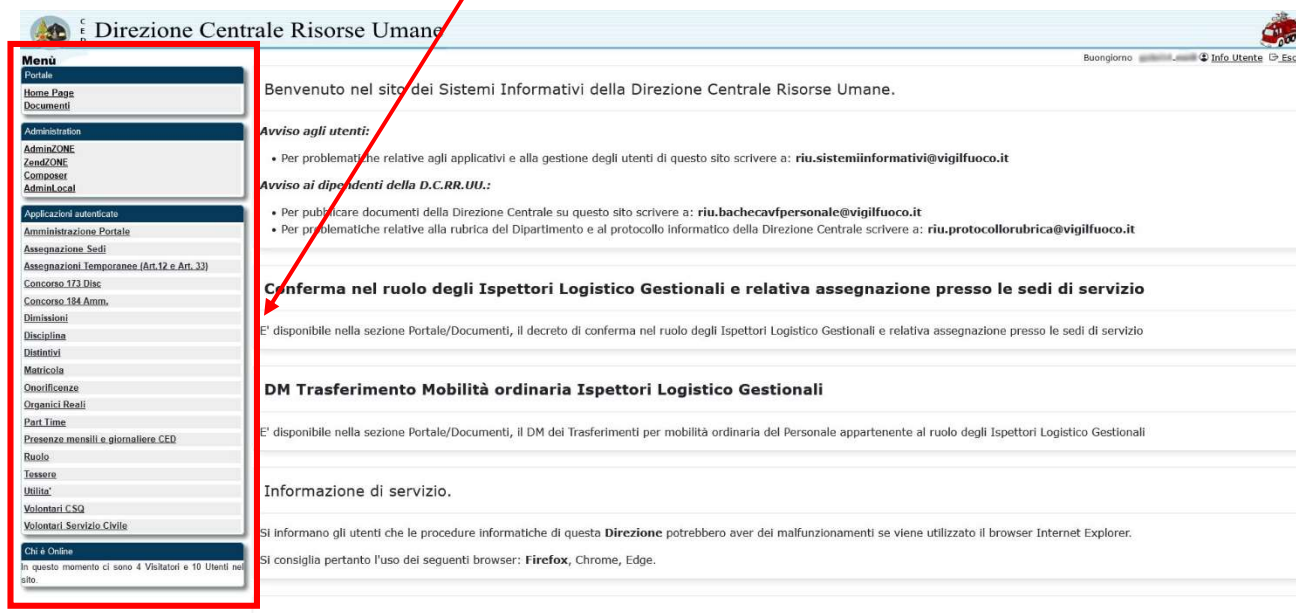 CED Direzione Centrale Risorse Umane
Buongiorno Info Utente Esc
Menù
Portale
Home Page
Documenti
Administration
AdminZONE
ZendZONE
Composer
AdminLocal
Applicazioni autenticate
Amministrazione Portale
Assegnazione Sedi
Assegnazioni Temporanee (Art.12 e Art. 33)
Concorso 173 Disc
Concorso 184 Amm.
Dimissioni
Disciplina
Distintivi
Matricola
Onorificenze
Organici Reali
Part Time
Presenze mensili e giornaliere CED
Ruolo
Tessere
Utilita'
Volontari CSQ
Volontari Servizio Civile
Chi è Online
In questo momento ci sono 4 Visitatori e 10 Utenti nel
sito.
Benvenuto nel sito dei Sistemi Informativi della Direzione Centrale Risorse Umane.
Avviso agli utenti:
• Per problematiche relative agli applicativi e alla gestione degli utenti di questo sito scrivere a: riu.sistemiinformativi@vigilfuoco.it
Avviso ai dipendenti della D.C.RR.UU.:
• Per pubblicare documenti della Direzione Centrale su questo sito scrivere a: riu.bachecavfpersonale@vigilfuoco.it
• Per problematiche relative alla rubrica del Dipartimento e al protocollo informatico della Direzione Centrale scrivere a: riu.protocollorubrica@vigilfuoco.it
Conferma nel ruolo degli Ispettori Logistico Gestionali e relativa assegnazione presso le sedi di servizio
E' disponibile nella sezione Portale/Documenti, il decreto di conferma nel ruolo degli Ispettori Logistico Gestionali e relativa assegnazione presso le sedi di servizio
DM Trasferimento Mobilità ordinaria Ispettori Logistico Gestionali
E' disponibile nella sezione Portale/Documenti, il DM dei Trasferimenti per mobilità ordinaria del Personale appartenente al ruolo degli Ispettori Logistico Gestionali
Informazione di servizio.
Si informano gli utenti che le procedure informatiche di questa Direzione potrebbero aver dei malfunzionamenti se viene utilizzato il browser Internet Explorer.
Si consiglia pertanto l'uso dei seguenti browser: Firefox, Chrome, Edge.